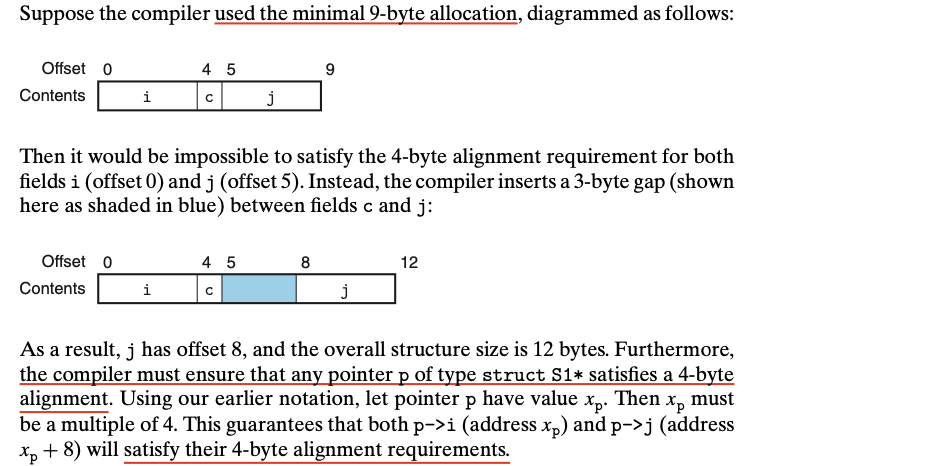 Suppose the compiler used the minimal 9-byte allocation, diagrammed as follows:
Offset 0 4 5 9
Contents i c j
Then it would be impossible to satisfy the 4-byte alignment requirement for both
fields i (offset 0) and j (offset 5). Instead, the compiler inserts a 3-byte gap (shown
here as shaded in blue) between fields c and j:
Offset 0 4 5 8 12
Contents i c j
As a result, j has offset 8, and the overall structure size is 12 bytes. Furthermore,
the compiler must ensure that any pointer p of type struct S1* satisfies a 4-byte
alignment. Using our earlier notation, let pointer p have value xₚ. Then xₚ must
be a multiple of 4. This guarantees that both p->i (address xₚ) and p->j (address
xₚ + 8) will satisfy their 4-byte alignment requirements.